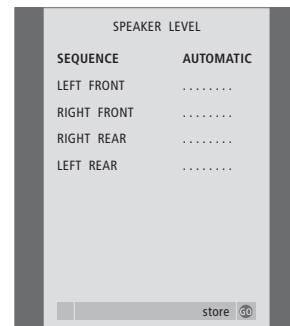 SPEAKER LEVEL
SEQUENCE AUTOMATIC
LEFT FRONT ........
RIGHT FRONT ........
RIGHT REAR ........
LEFT REAR ........
store GO